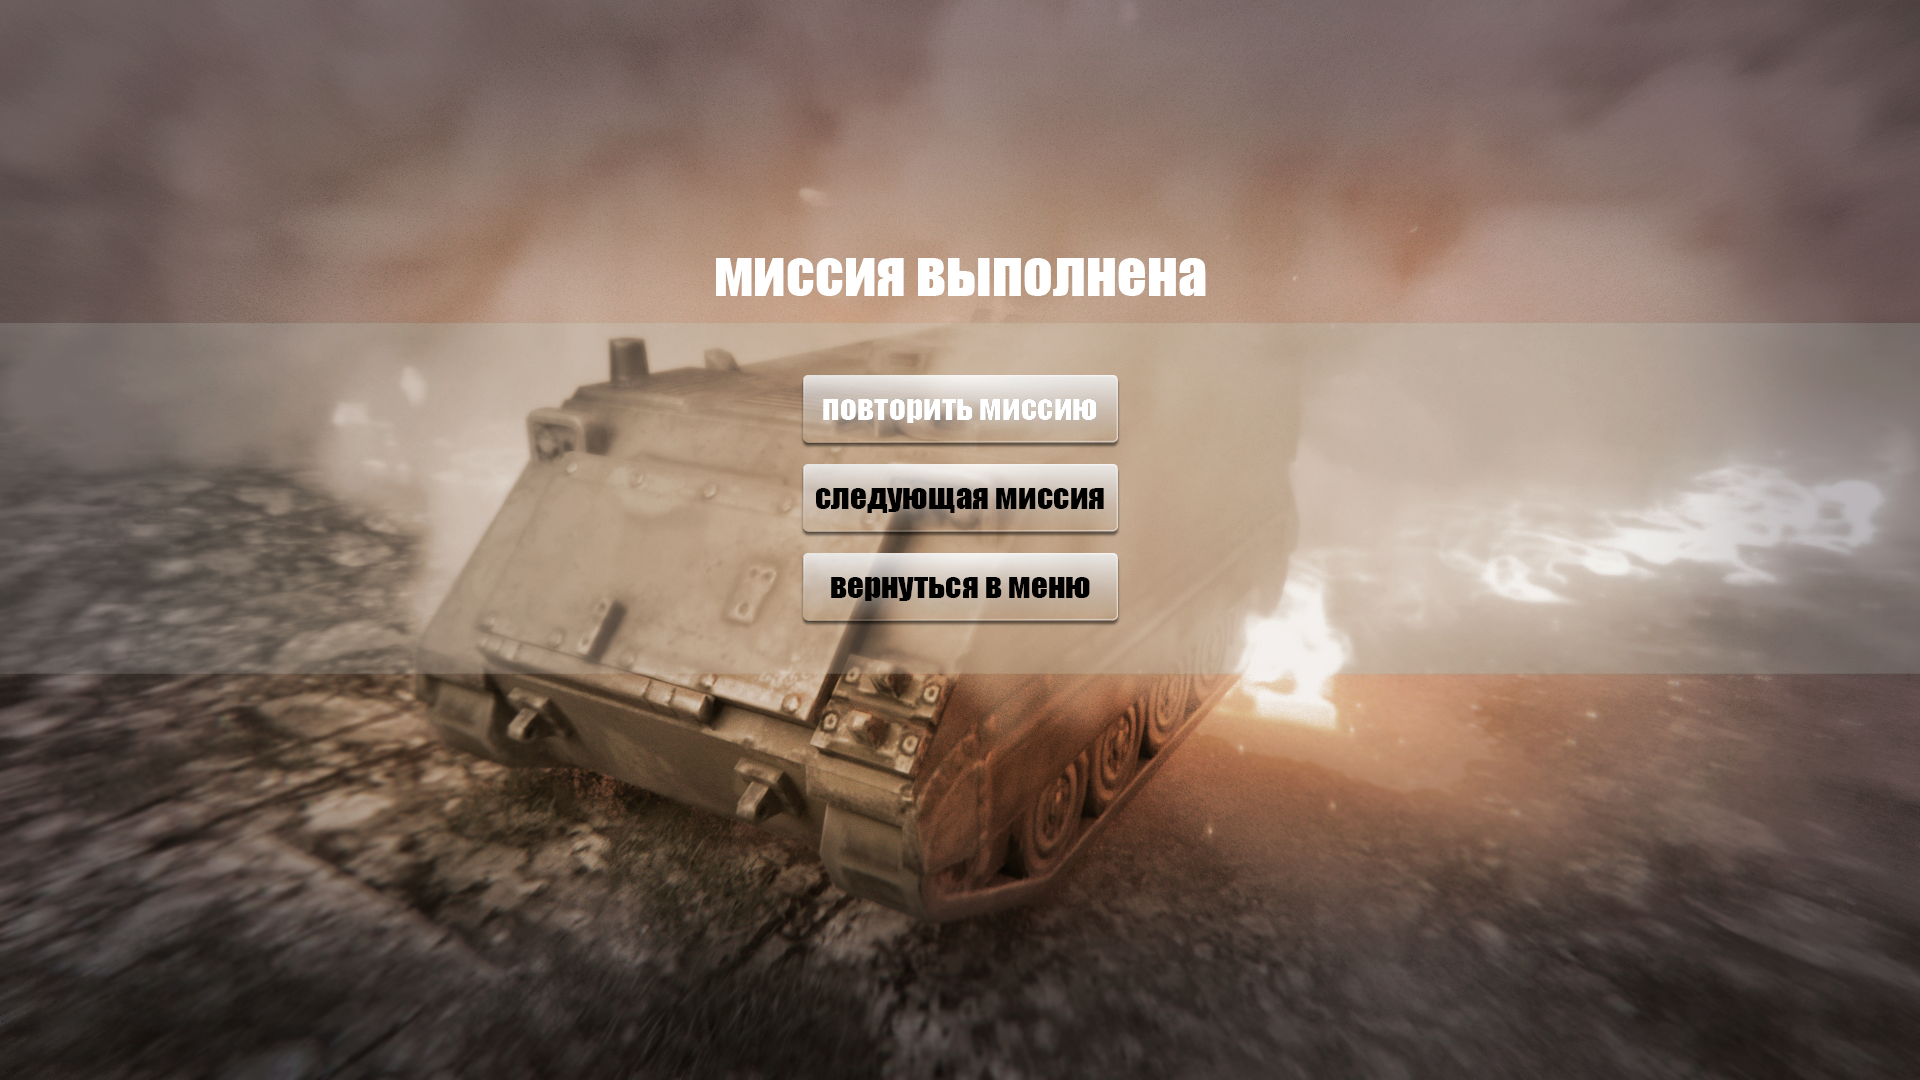 миссия выполнена
повторить миссию
следующая миссия
вернуться в меню